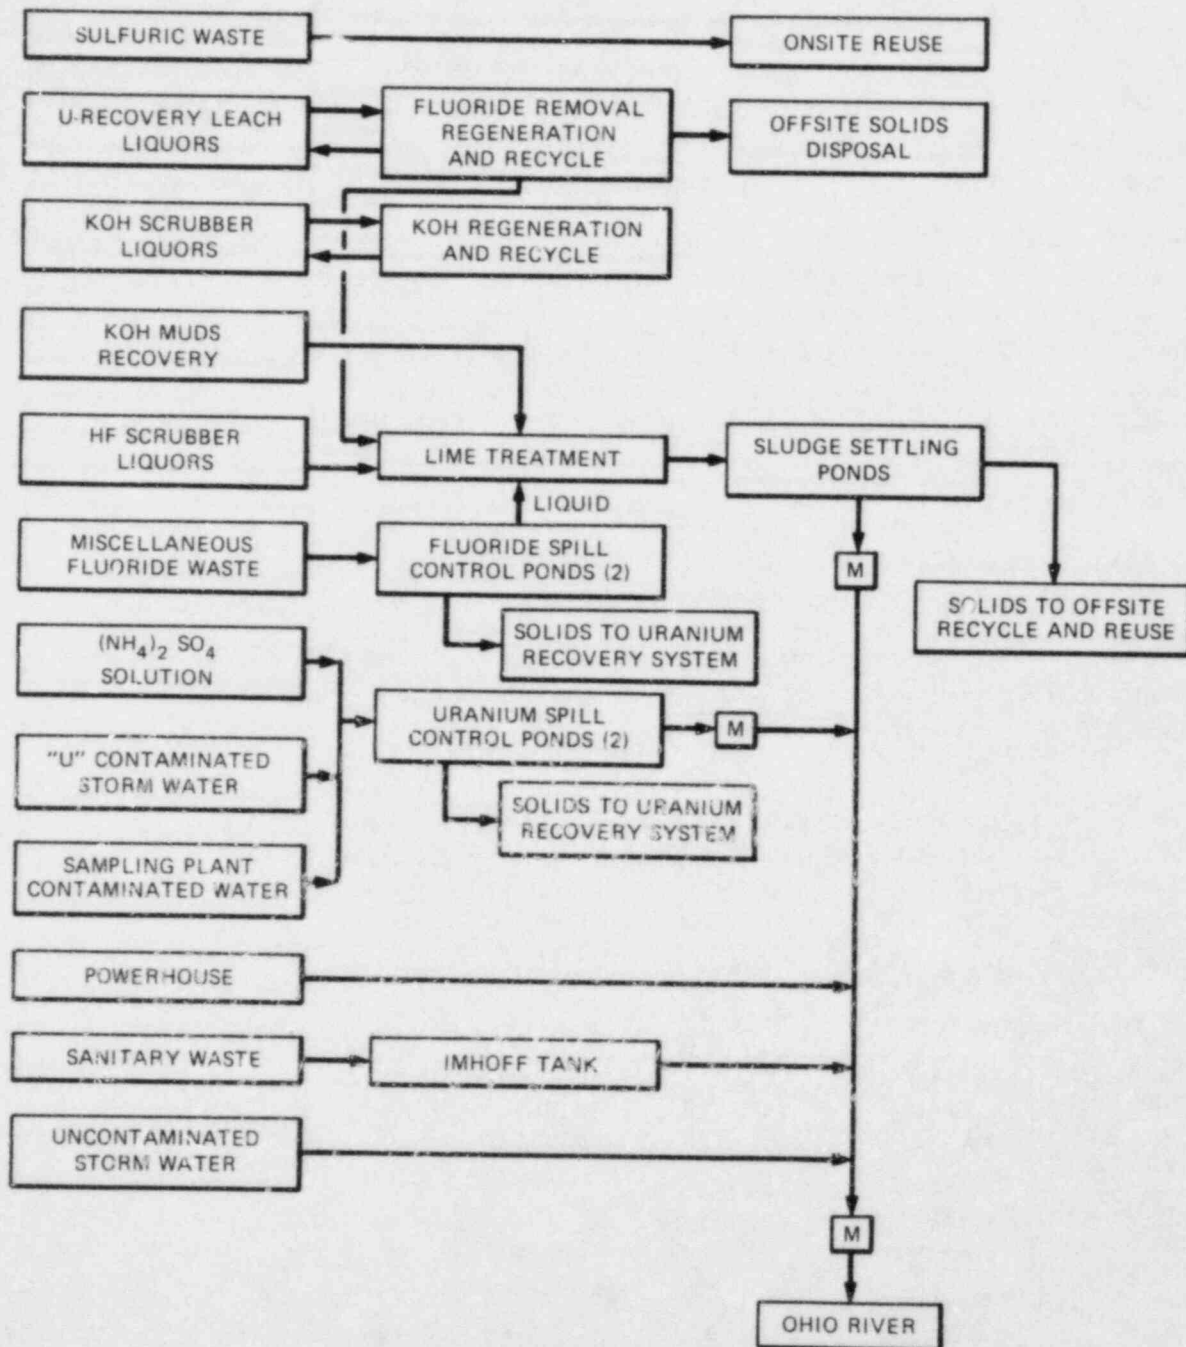 SULFURIC WASTE
ONSITE REUSE
U-RECOVERY LEACH
LIQUORS
FLUORIDE REMOVAL
REGENERATION
AND RECYCLE
OFFSITE SOLIDS
DISPOSAL
KOH SCRUBBER
LIQUORS
KOH REGENERATION
AND RECYCLE
KOH MUDS
RECOVERY
HF SCRUBBER
LIQUORS
LIME TREATMENT
SLUDGE SETTLING
PONDS
LIQUID
MISCELLANEOUS
FLUORIDE WASTE
FLUORIDE SPILL
CONTROL PONDS (2)
M
SOLIDS TO OFFSITE
RECYCLE AND REUSE
SOLIDS TO URANIUM
RECOVERY SYSTEM
(NH₄)₂ SO₄
SOLUTION
URANIUM SPILL
CONTROL PONDS (2)
M
"U" CONTAMINATED
STORM WATER
SOLIDS TO URANIUM
RECOVERY SYSTEM
SAMPLING PLANT
CONTAMINATED WATER
POWERHOUSE
SANITARY WASTE
IMHOFF TANK
UNCONTAMINATED
STORM WATER
M
OHIO RIVER